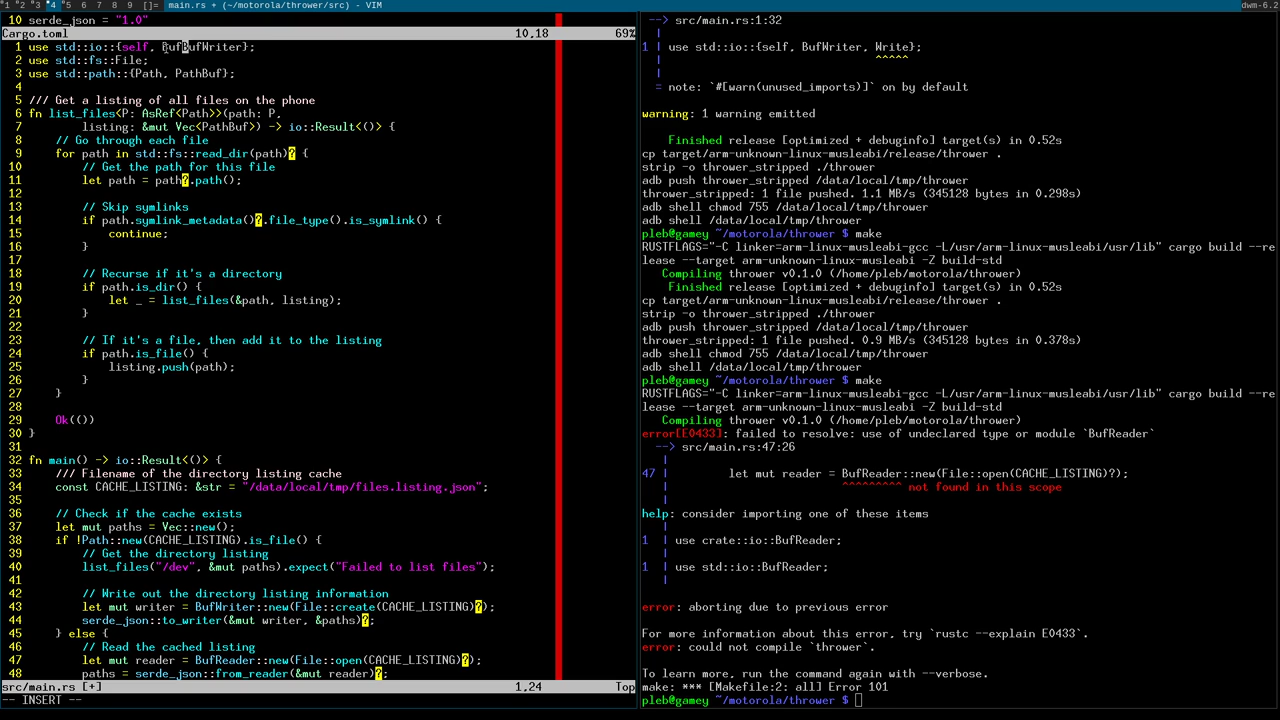 1 2 3 4 5 6 7 8 9 []= main.rs + (~/motorola/thrower/src) - VIM dwm-6.2
10 serde_json = "1.0"
Cargo.toml 10,18 69%
1 use std::io::{self, BufBufWriter};
2 use std::fs::File;
3 use std::path::{Path, PathBuf};
4
5 /// Get a listing of all files on the phone
6 fn list_files<P: AsRef<Path>>(path: P,
7 listing: &mut Vec<PathBuf>) -> io::Result<()> {
8 // Go through each file
9 for path in std::fs::read_dir(path)? {
10 // Get the path for this file
11 let path = path?.path();
12
13 // Skip symlinks
14 if path.symlink_metadata()?.file_type().is_symlink() {
15 continue;
16 }
17
18 // Recurse if it's a directory
19 if path.is_dir() {
20 let _ = list_files(&path, listing);
21 }
22
23 // If it's a file, then add it to the listing
24 if path.is_file() {
25 listing.push(path);
26 }
27 }
28
29 Ok(())
30 }
31
32 fn main() -> io::Result<()> {
33 /// Filename of the directory listing cache
34 const CACHE_LISTING: &str = "/data/local/tmp/files.listing.json";
35
36 // Check if the cache exists
37 let mut paths = Vec::new();
38 if !Path::new(CACHE_LISTING).is_file() {
39 // Get the directory listing
40 list_files("/dev", &mut paths).expect("Failed to list files");
41
42 // Write out the directory listing information
43 let mut writer = BufWriter::new(File::create(CACHE_LISTING)?);
44 serde_json::to_writer(&mut writer, &paths)?;
45 } else {
46 // Read the cached listing
47 let mut reader = BufReader::new(File::open(CACHE_LISTING)?);
48 paths = serde_json::from_reader(&mut reader)?;
src/main.rs [+] 1,24 Top
-- INSERT --
--> src/main.rs:1:32
|
1 | use std::io::{self, BufWriter, Write};
| ^^^^^
|
= note: `#[warn(unused_imports)]` on by default

warning: 1 warning emitted

Finished release [optimized + debuginfo] target(s) in 0.52s
cp target/arm-unknown-linux-musleabi/release/thrower .
strip -o thrower_stripped ./thrower
adb push thrower_stripped /data/local/tmp/thrower
thrower_stripped: 1 file pushed. 1.1 MB/s (345128 bytes in 0.298s)
adb shell chmod 755 /data/local/tmp/thrower
adb shell /data/local/tmp/thrower
pleb@gamey ~/motorola/thrower $ make
RUSTFLAGS="-C linker=arm-linux-musleabi-gcc -L/usr/arm-linux-musleabi/usr/lib" cargo build --re
lease --target arm-unknown-linux-musleabi -Z build-std
Compiling thrower v0.1.0 (/home/pleb/motorola/thrower)
Finished release [optimized + debuginfo] target(s) in 0.52s
cp target/arm-unknown-linux-musleabi/release/thrower .
strip -o thrower_stripped ./thrower
adb push thrower_stripped /data/local/tmp/thrower
thrower_stripped: 1 file pushed. 0.9 MB/s (345128 bytes in 0.378s)
adb shell chmod 755 /data/local/tmp/thrower
adb shell /data/local/tmp/thrower
pleb@gamey ~/motorola/thrower $ make
RUSTFLAGS="-C linker=arm-linux-musleabi-gcc -L/usr/arm-linux-musleabi/usr/lib" cargo build --re
lease --target arm-unknown-linux-musleabi -Z build-std
Compiling thrower v0.1.0 (/home/pleb/motorola/thrower)
error[E0433]: failed to resolve: use of undeclared type or module `BufReader`
--> src/main.rs:47:26
|
47 | let mut reader = BufReader::new(File::open(CACHE_LISTING)?);
| ^^^^^^^^^ not found in this scope
|
help: consider importing one of these items
|
1 | use crate::io::BufReader;
|
1 | use std::io::BufReader;
|

error: aborting due to previous error

For more information about this error, try `rustc --explain E0433`.
error: could not compile `thrower`.

To learn more, run the command again with --verbose.
make: *** [Makefile:2: all] Error 101
pleb@gamey ~/motorola/thrower $